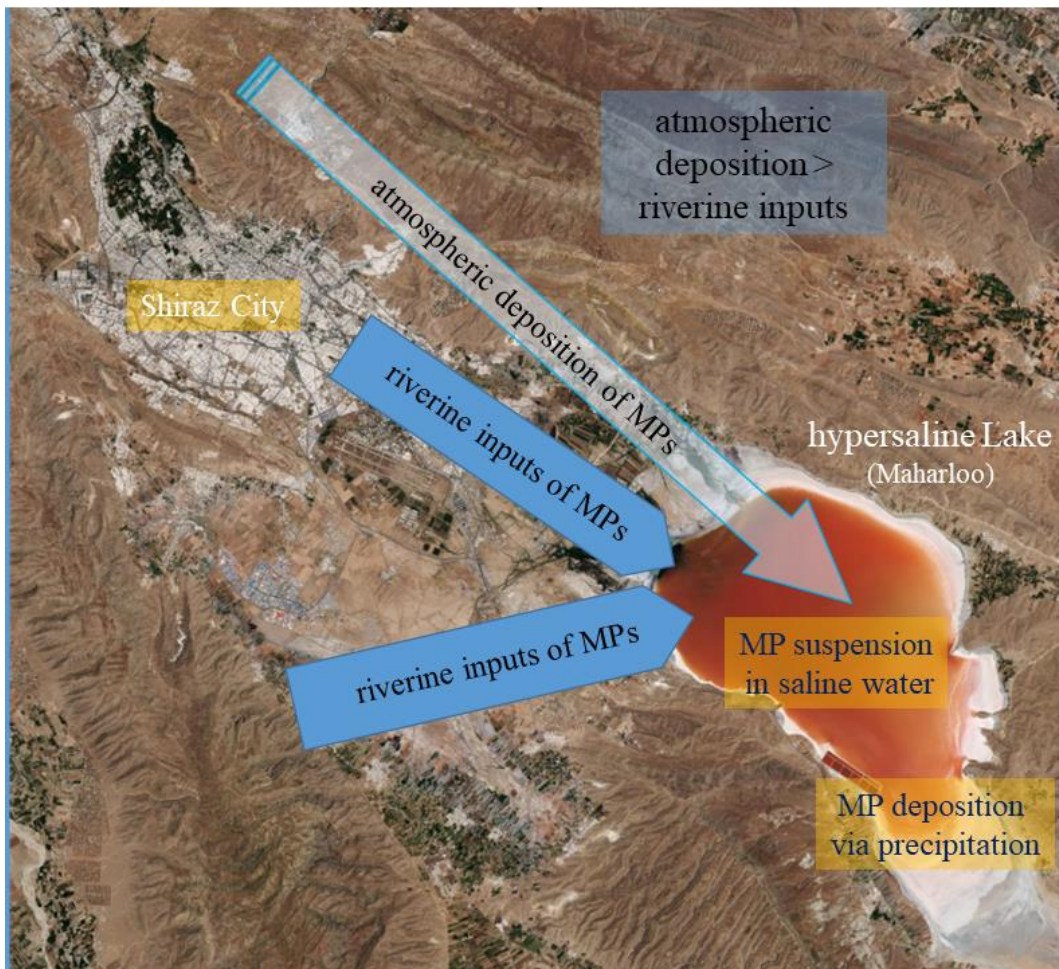 atmospheric
deposition >
riverine inputs
atmospheric deposition of MPs
Shiraz City
riverine inputs of MPs
hypersaline Lake
(Maharloo)
riverine inputs of MPs
MP suspension
in saline water
MP deposition
via precipitation